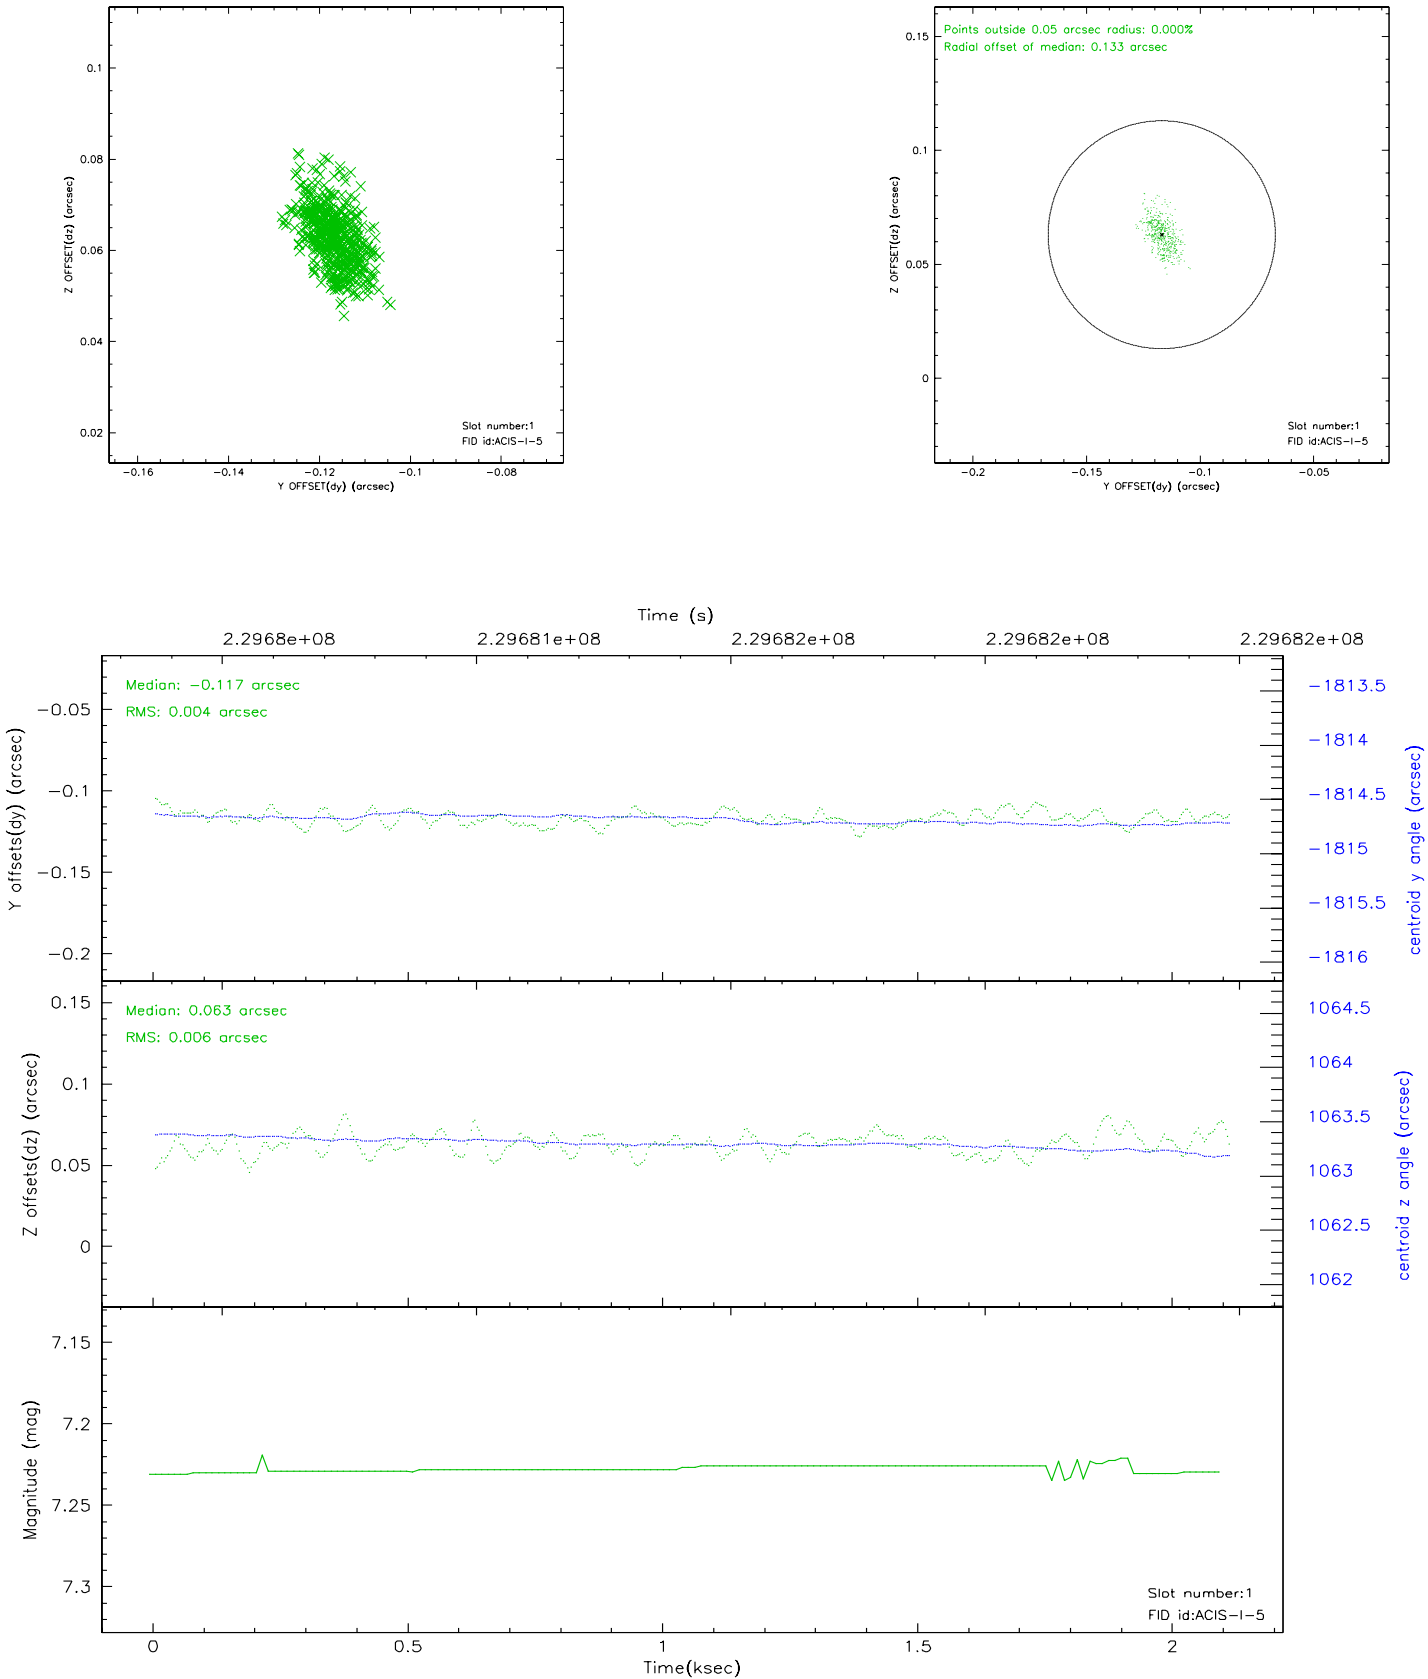 0.1
0.08
0.06
0.04
0.02
Z OFFSET(dz) (arcsec)
Slot number:1
FID id:ACIS-I-5
-0.16 -0.14 -0.12 -0.1 -0.08
Y OFFSET(dy) (arcsec)
Points outside 0.05 arcsec radius: 0.000%
Radial offset of median: 0.133 arcsec
0.15
0.1
0.05
0
Z OFFSET(dz) (arcsec)
Slot number:1
FID id:ACIS-I-5
-0.2 -0.15 -0.1 -0.05
Y OFFSET(dy) (arcsec)
Time (s)
2.2968e+08 2.29681e+08 2.29682e+08 2.29682e+08 2.29682e+08
Median: -0.117 arcsec
RMS: 0.004 arcsec
-0.05
-0.1
-0.15
-0.2
Y offsets(dy) (arcsec)
-1813.5
-1814
-1814.5
-1815
-1815.5
-1816
centroid y angle (arcsec)
Median: 0.063 arcsec
RMS: 0.006 arcsec
0.15
0.1
0.05
0
Z offsets(dz) (arcsec)
1064.5
1064
1063.5
1063
1062.5
1062
centroid z angle (arcsec)
7.15
7.2
7.25
7.3
Magnitude (mag)
Slot number:1
FID id:ACIS-I-5
0 0.5 1 1.5 2
Time(ksec)